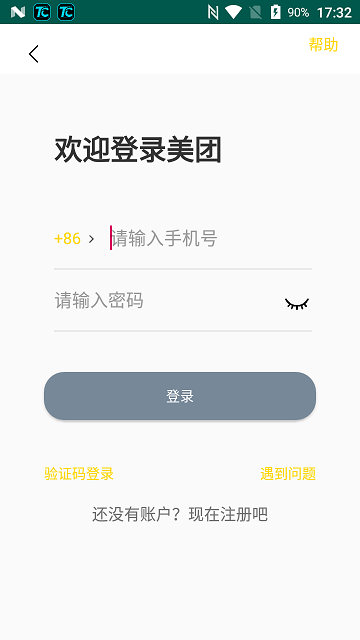 90% 17:32
帮助
欢迎登录美团
+86 请输入手机号
请输入密码
登录
验证码登录 遇到问题
还没有账户？现在注册吧